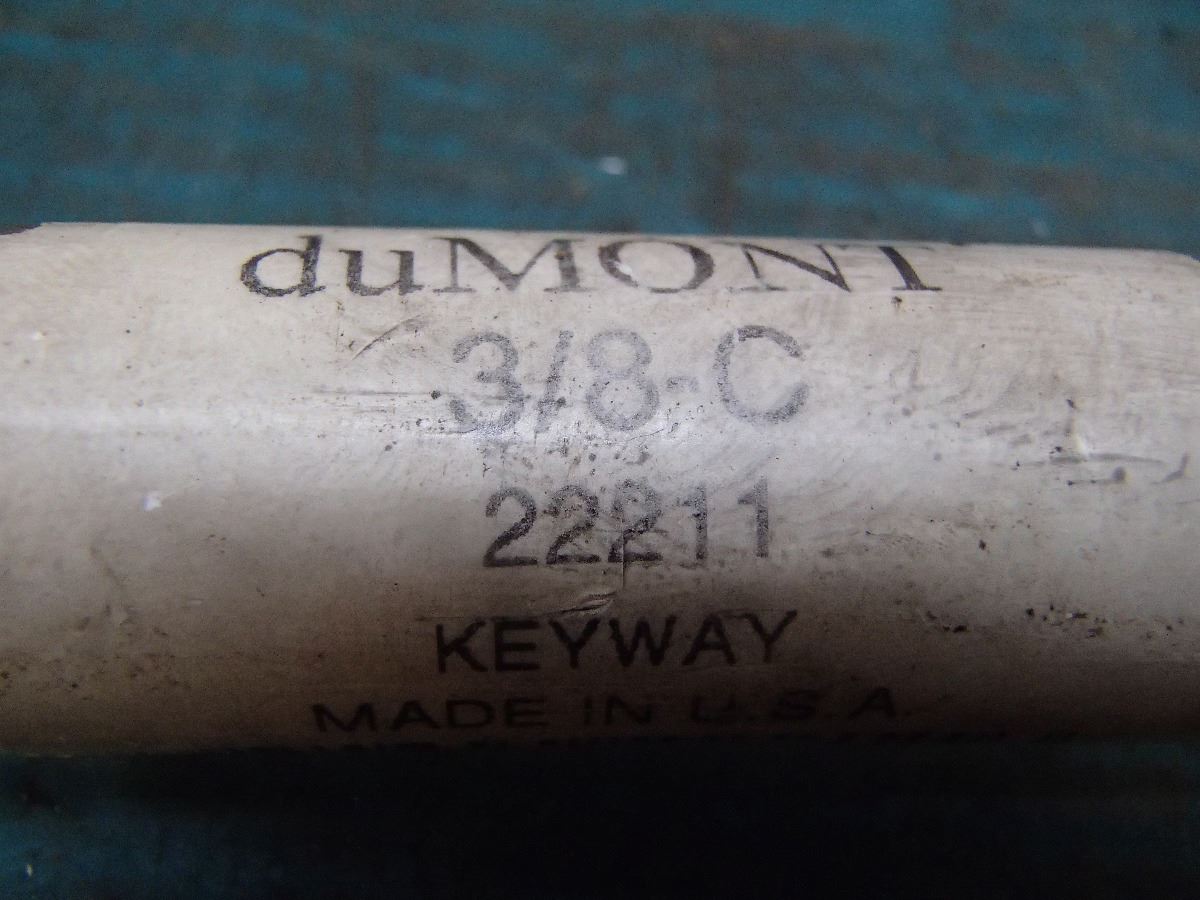 duMONT
3/8-C
22211
KEYWAY
MADE IN U.S.A.